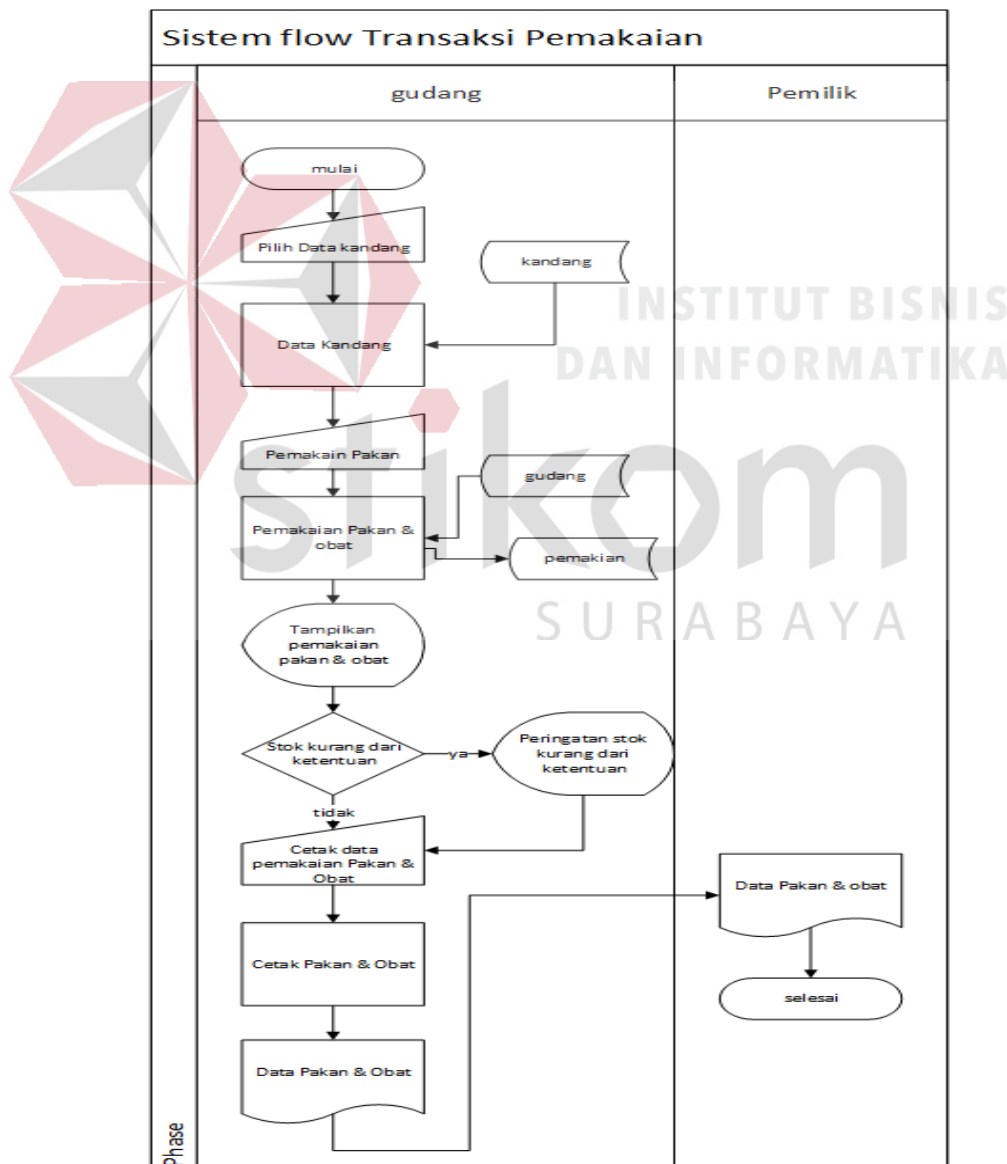 Sistem flow Transaksi Pemakaian
gudang
Pemilik
mulai
Pilih Data kandang
kandang
INSTITUT BISNIS
DAN INFORMATIKA
Data Kandang
Pemakain Pakan
gudang
stikom
Pemakaian Pakan &
obat
pemakian
SURABAYA
Tampilkan
pemakaian
pakan & obat
Stok kurang dari
ketentuan
ya
Peringatan stok
kurang dari
ketentuan
tidak
Cetak data
pemakaian Pakan &
Obat
Data Pakan & obat
Cetak Pakan & Obat
selesai
Data Pakan & Obat
Phase